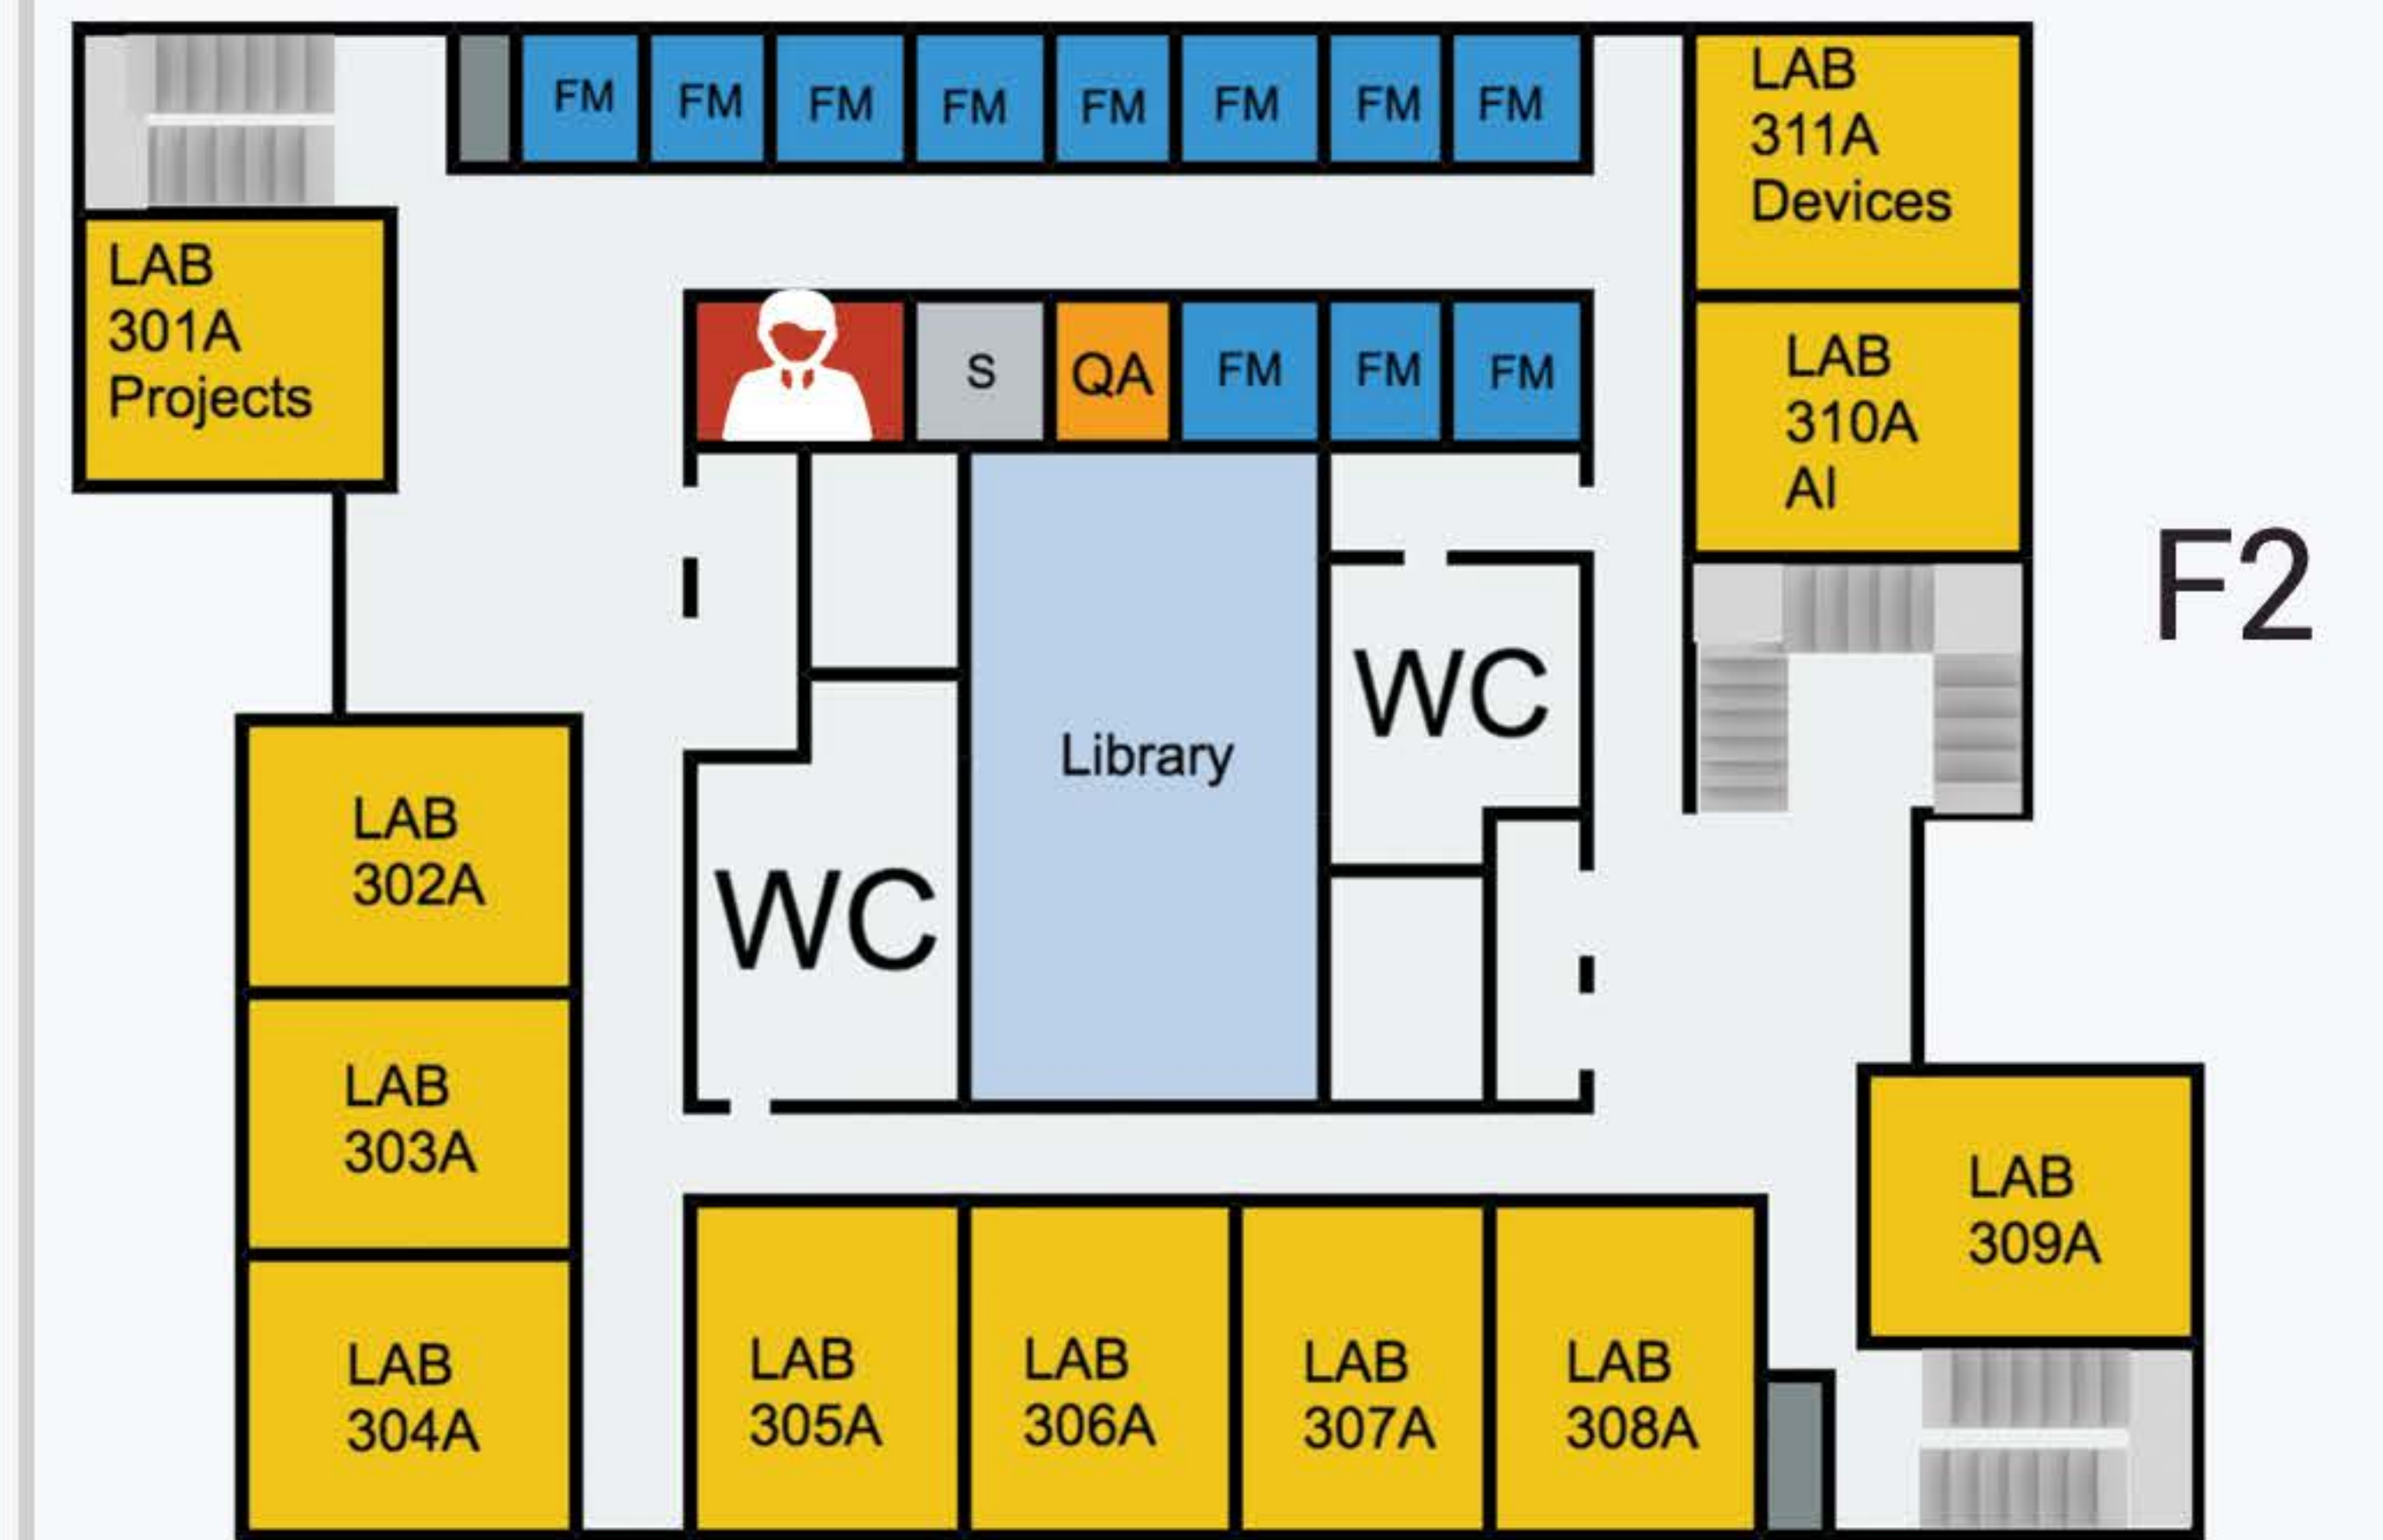 FM FM FM FM FM FM FM FM
LAB
311A
Devices
LAB
301A
Projects
S QA FM FM FM
LAB
310A
AI
F2
WC
Library
LAB
302A
WC
LAB
303A
LAB
309A
LAB
304A
LAB
305A
LAB
306A
LAB
307A
LAB
308A